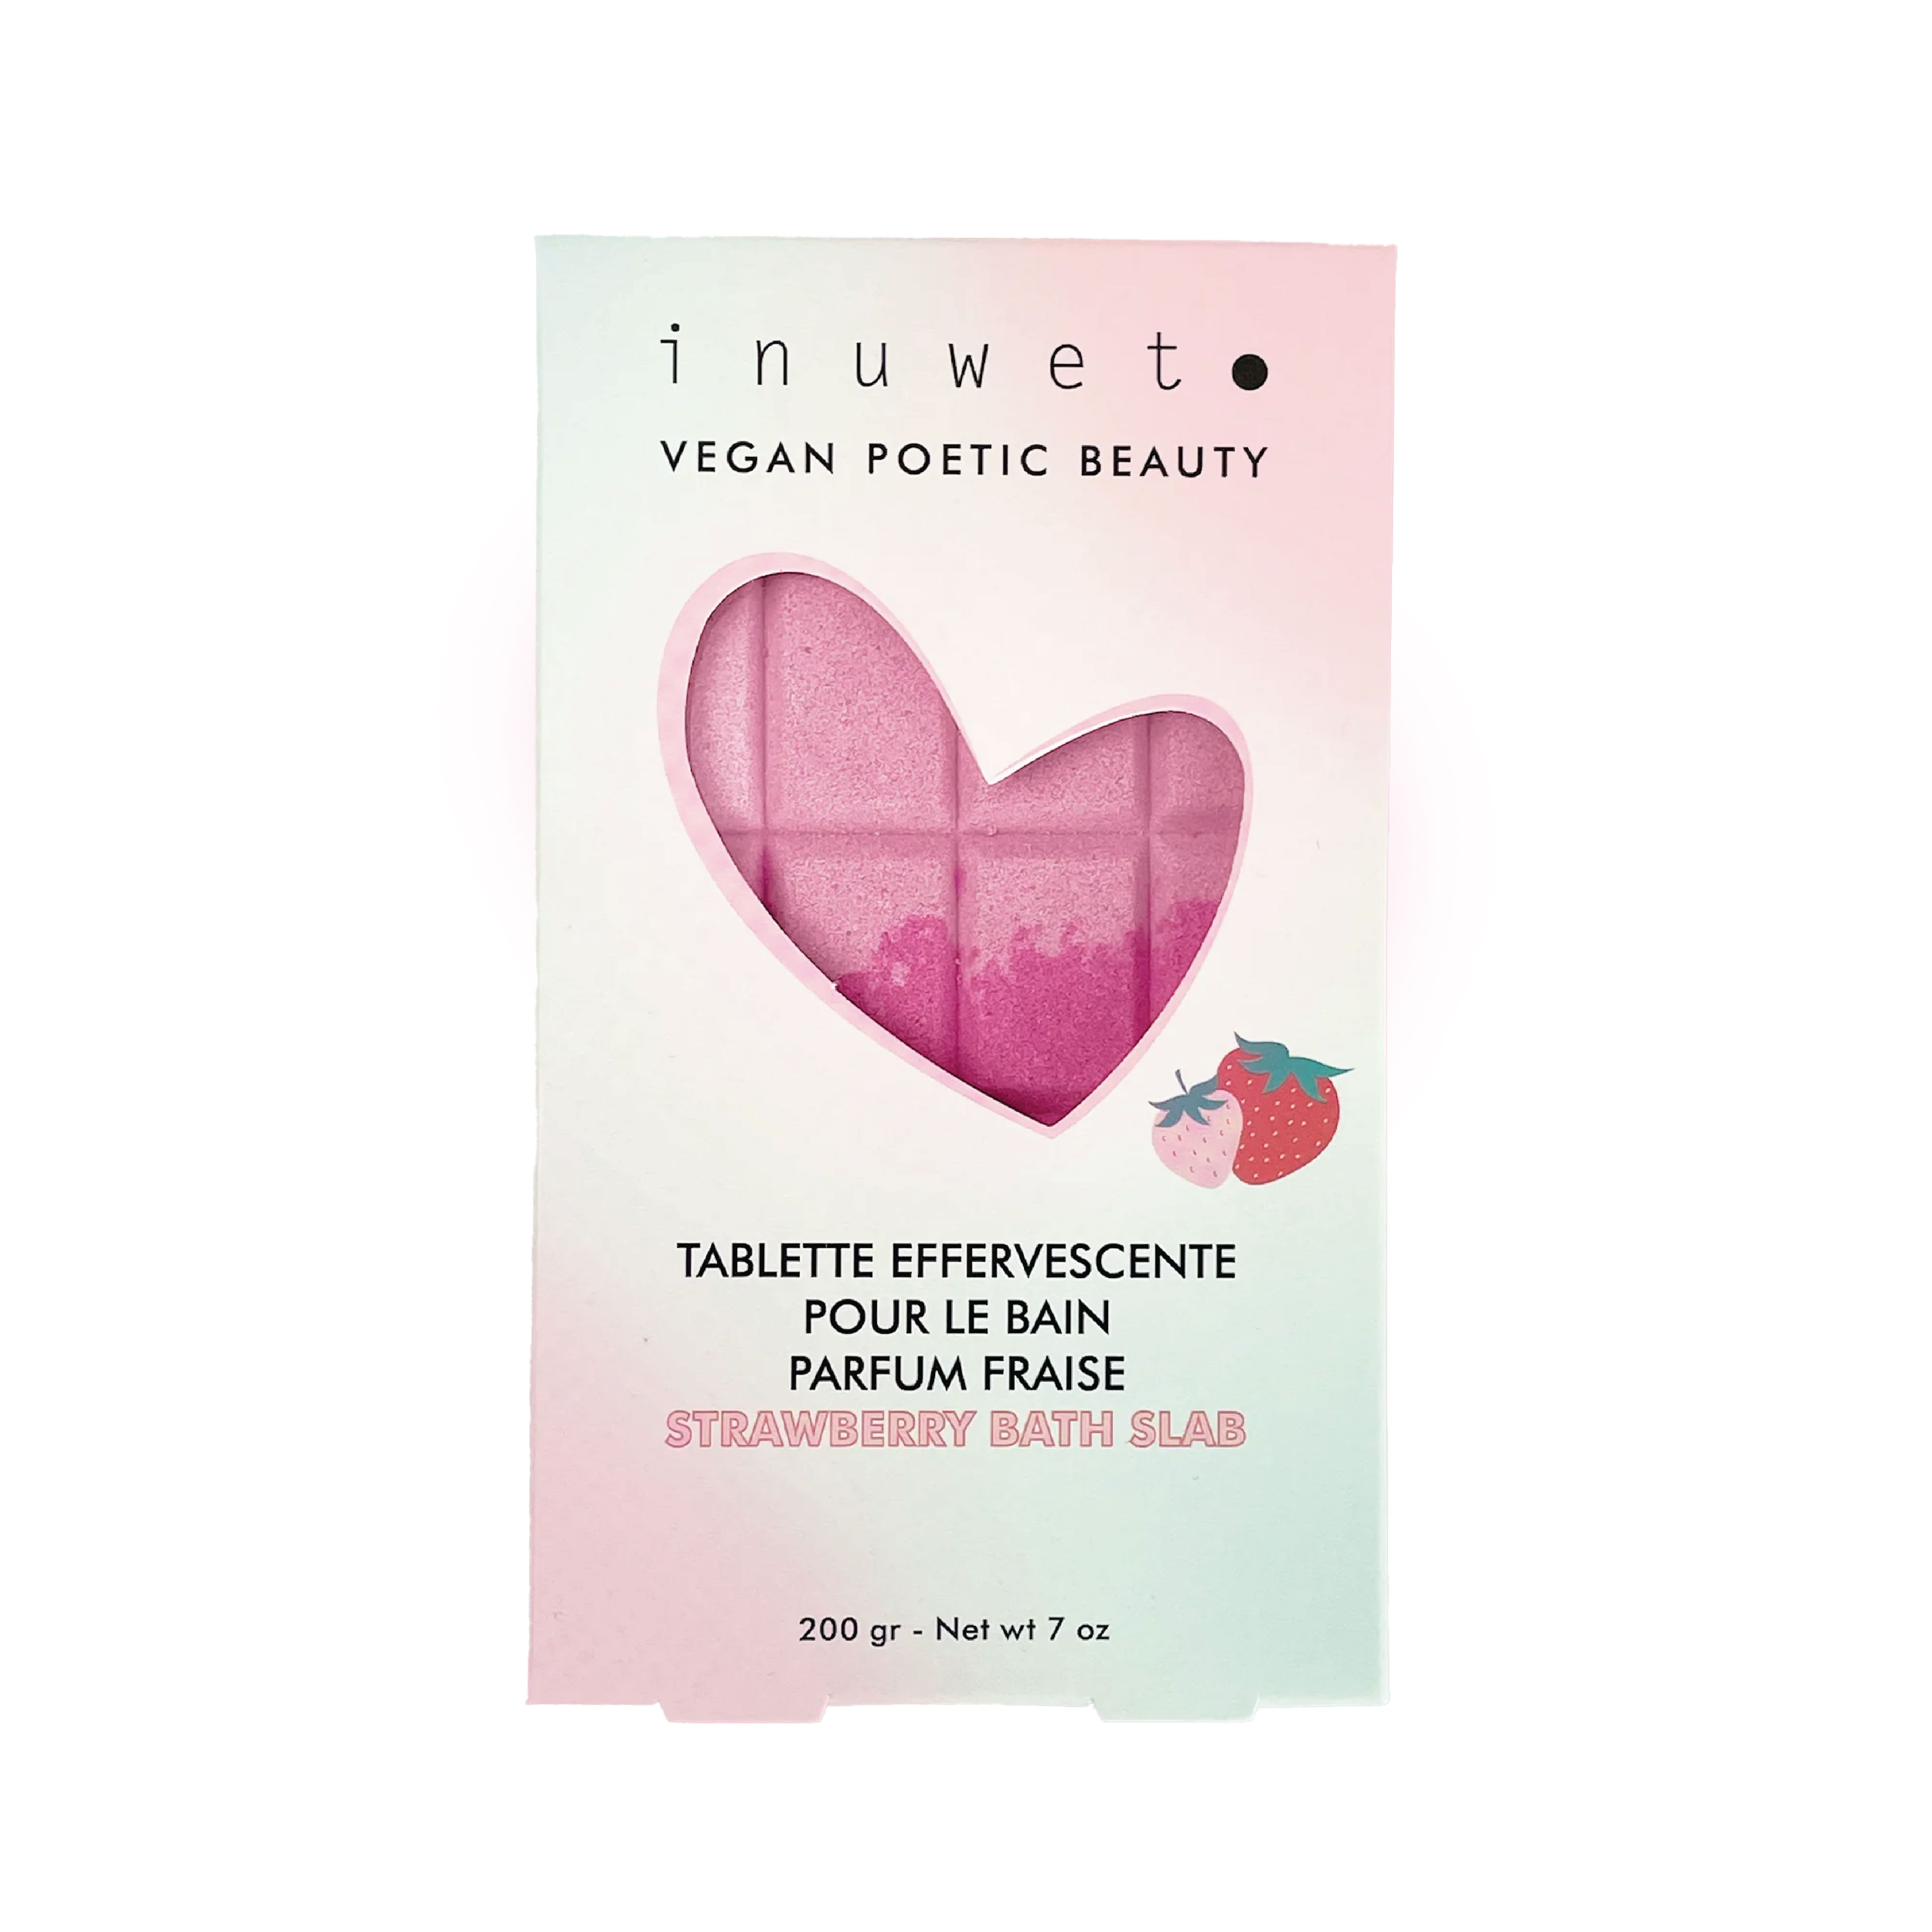 inuwet.
VEGAN POETIC BEAUTY
TABLETTE EFFERVESCENTE
POUR LE BAIN
PARFUM FRAISE
STRAWBERRY BATH SLAB
200 gr - Net wt 7 oz